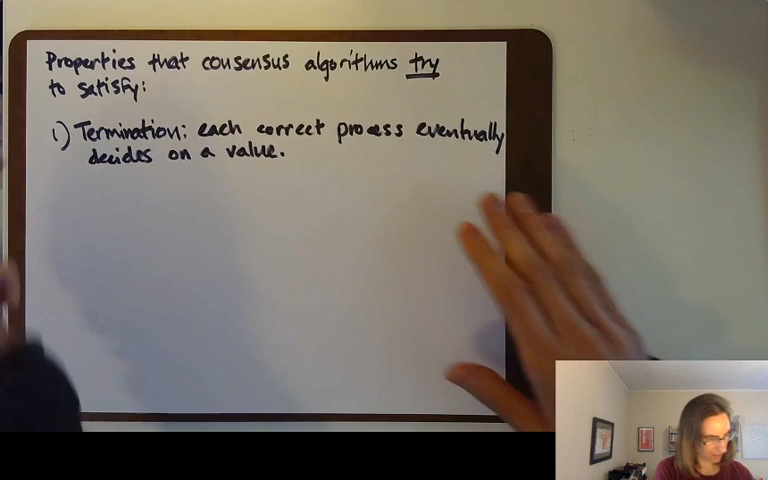 Properties that consensus algorithms try
to satisfy:
1) Termination: each correct process eventually
decides on a value.